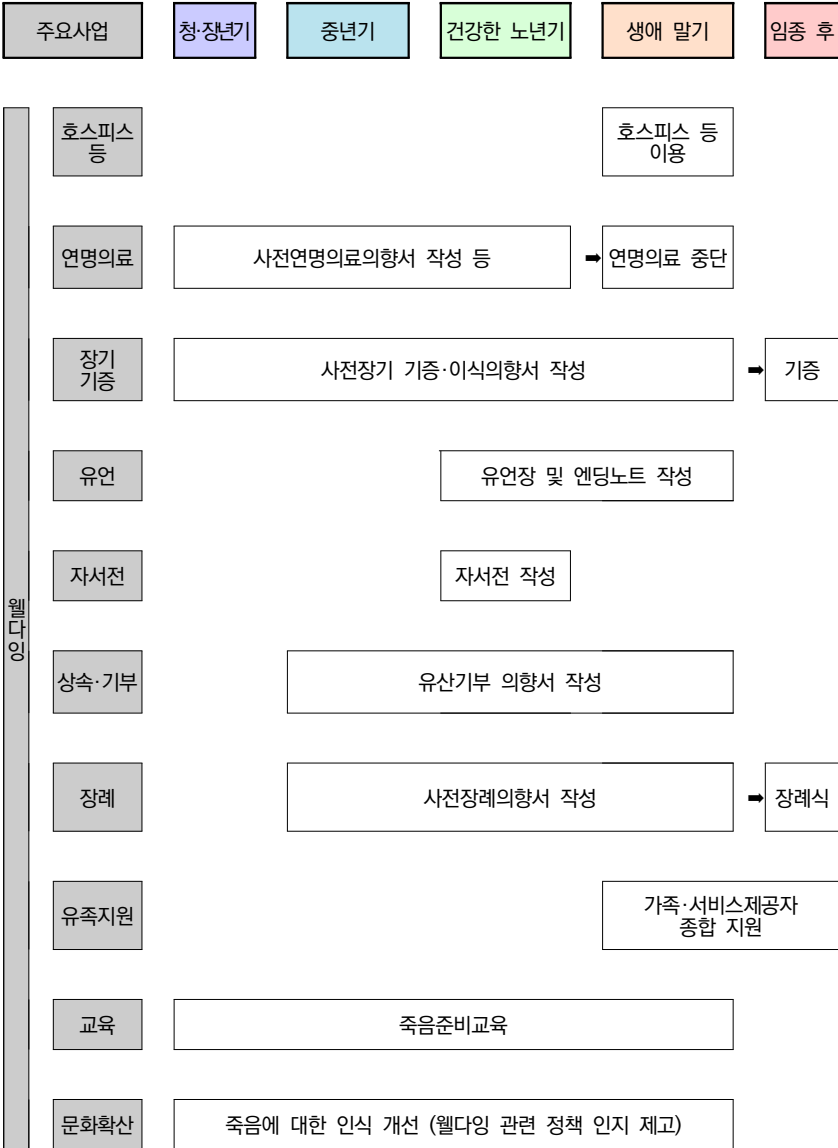 주요사업 청·장년기 중년기 건강한 노년기 생애 말기 임종 후
웰다잉
호스피스
등
호스피스 등
이용
연명의료 사전연명의료의향서 작성 등 ➡ 연명의료 중단
장기
기증
사전장기 기증·이식의향서 작성 ➡ 기증
유언 유언장 및 엔딩노트 작성
자서전 자서전 작성
상속·기부 유산기부 의향서 작성
장례 사전장례의향서 작성 ➡ 장례식
유족지원
가족·서비스제공자
종합 지원
교육 죽음준비교육
문화확산 죽음에 대한 인식 개선 (웰다잉 관련 정책 인지 제고)